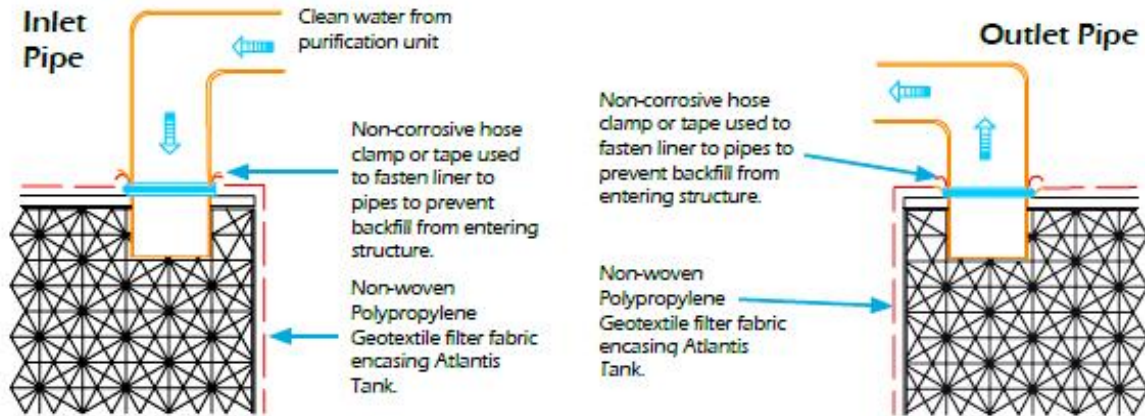 Inlet
Pipe
Clean water from
purification unit
Non-corrosive hose
clamp or tape used
to fasten liner to
pipes to prevent
backfill from entering
structure.
Non-woven
Polypropylene
Geotextile filter fabric
encasing Atlantis
Tank.
Outlet Pipe
Non-corrosive hose
clamp or tape used to
fasten liner to pipes to
prevent backfill from
entering structure.
Non-woven
Polypropylene
Geotextile filter fabric
encasing Atlantis
Tank.